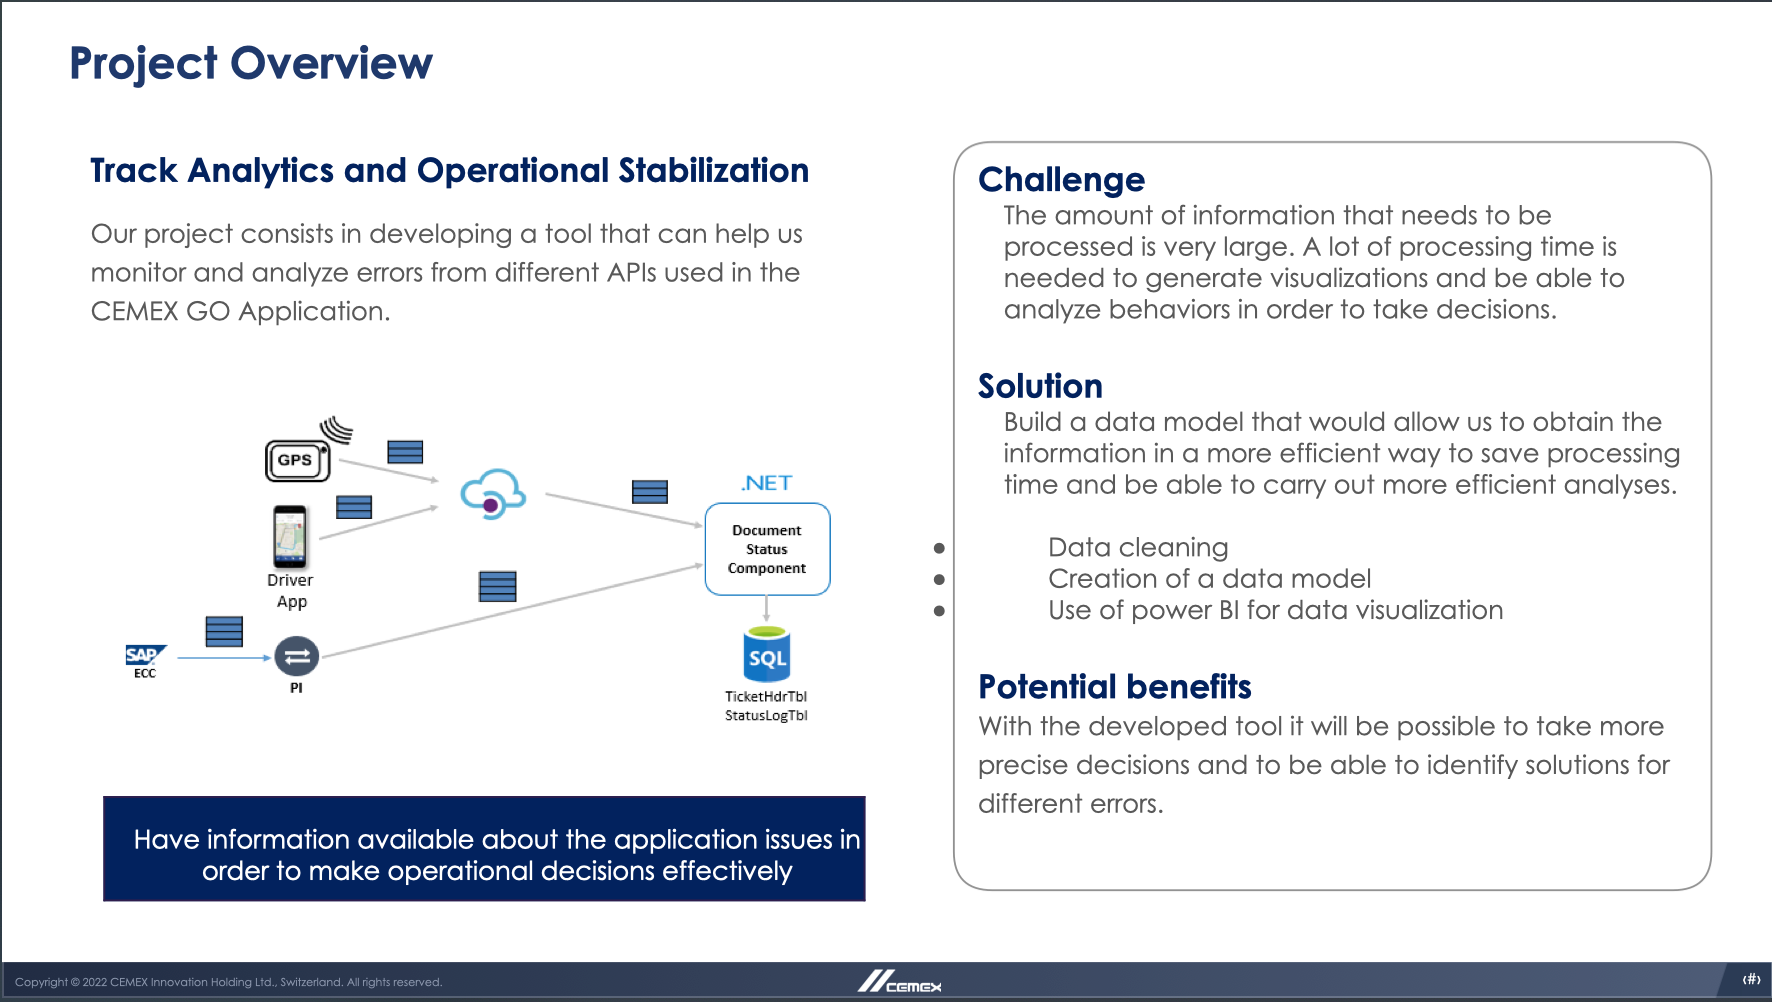 Project Overview
Track Analytics and Operational Stabilization
Our project consists in developing a tool that can help us
monitor and analyze errors from different APIs used in the
CEMEX GO Application.
GPS
Driver
App
SAP
ECC
PI
.NET
Document
Status
Component
SQL
TicketHdrTbl
StatusLogTbl
Have information available about the application issues in
order to make operational decisions effectively
Challenge
The amount of information that needs to be
processed is very large. A lot of processing time is
needed to generate visualizations and be able to
analyze behaviors in order to take decisions.
Solution
Build a data model that would allow us to obtain the
information in a more efficient way to save processing
time and be able to carry out more efficient analyses.
● Data cleaning
● Creation of a data model
● Use of power BI for data visualization
Potential benefits
With the developed tool it will be possible to take more
precise decisions and to be able to identify solutions for
different errors.
Copyright © 2022 CEMEX Innovation Holding Ltd., Switzerland. All rights reserved.
CEMEX
‹#›